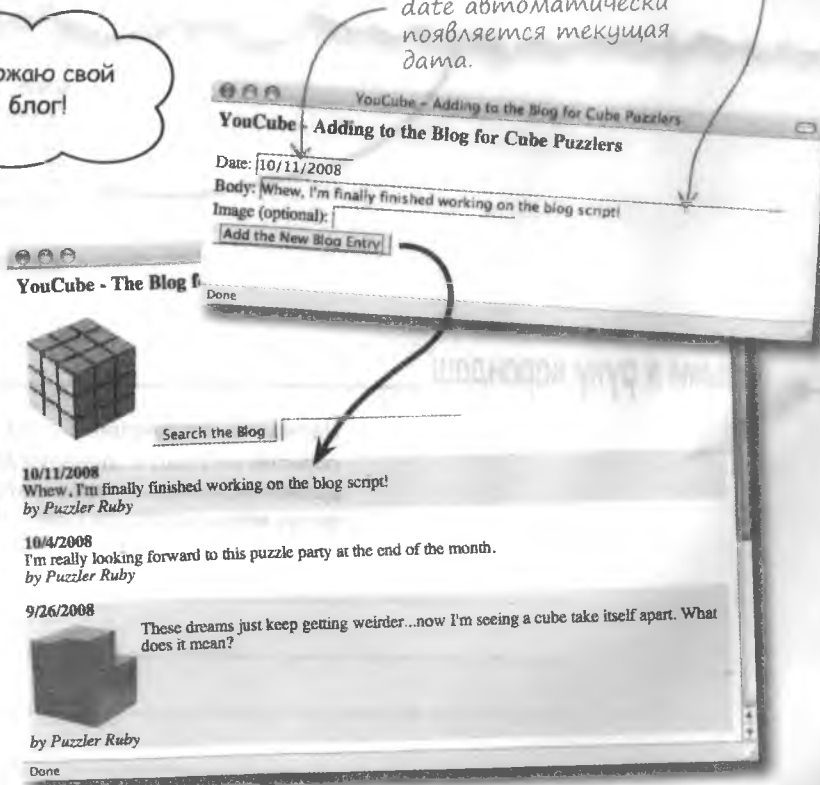 date автоматически
появляется текущая
дата.
свой
блог!
YouCube - Adding to the Blog for Cube Puzzlers
YouCube - Adding to the Blog for Cube Puzzlers
Date: 10/11/2008
Body: Whew, I'm finally finished working on the blog script!
Image (optional):
Add the New Blog Entry
Done
YouCube - The Blog f
Search the Blog
10/11/2008
Whew, I'm finally finished working on the blog script!
by Puzzler Ruby
10/4/2008
I'm really looking forward to this puzzle party at the end of the month.
by Puzzler Ruby
9/26/2008
These dreams just keep getting weirder...now I'm seeing a cube take itself apart. What
does it mean?
by Puzzler Ruby
Done